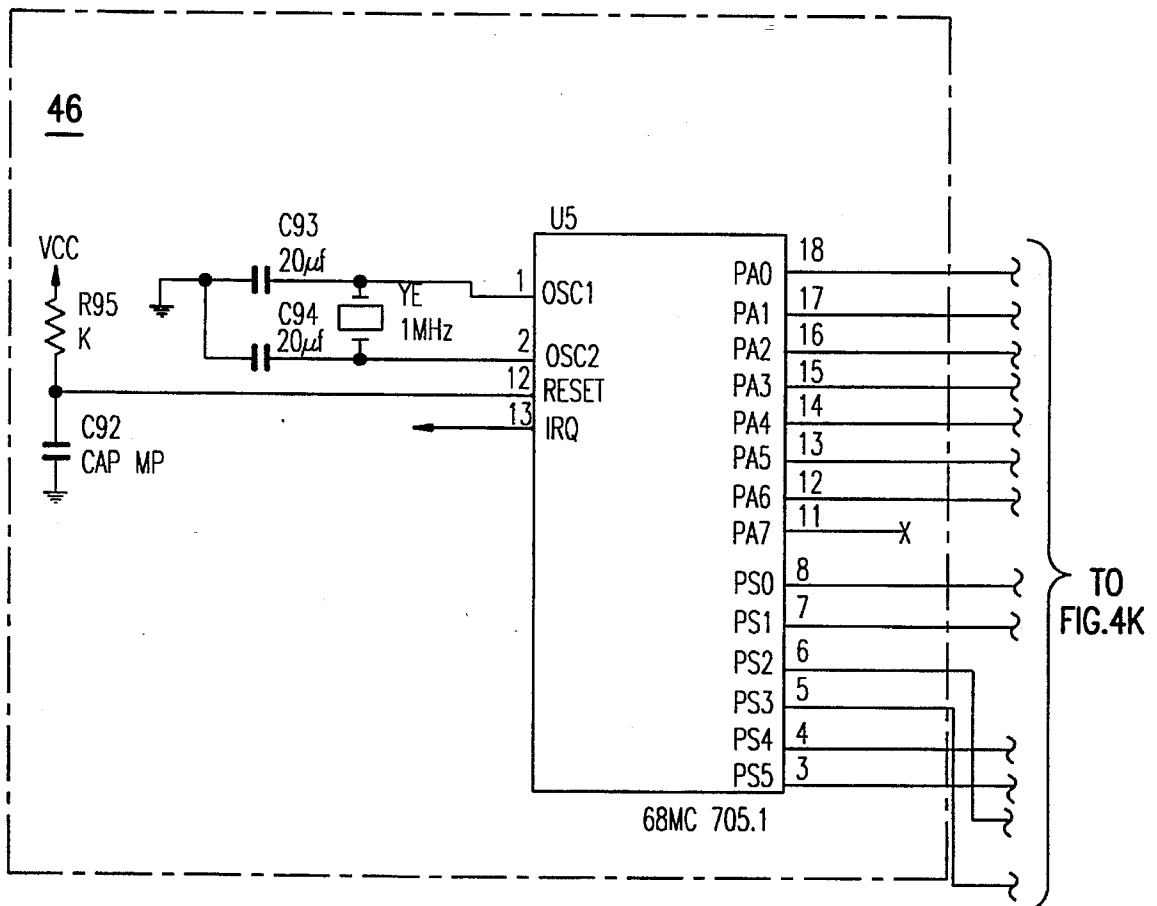 46
VCC
R95
K
C92
CAP MP
C93
20µf
C94
20µf
YE
1MHz
U5
1 OSC1
2 OSC2
12 RESET
13 IRQ
PA0 18
PA1 17
PA2 16
PA3 15
PA4 14
PA5 13
PA6 12
PA7 11 X
PS0 8
PS1 7
PS2 6
PS3 5
PS4 4
PS5 3
68MC 705.1
TO
FIG.4K